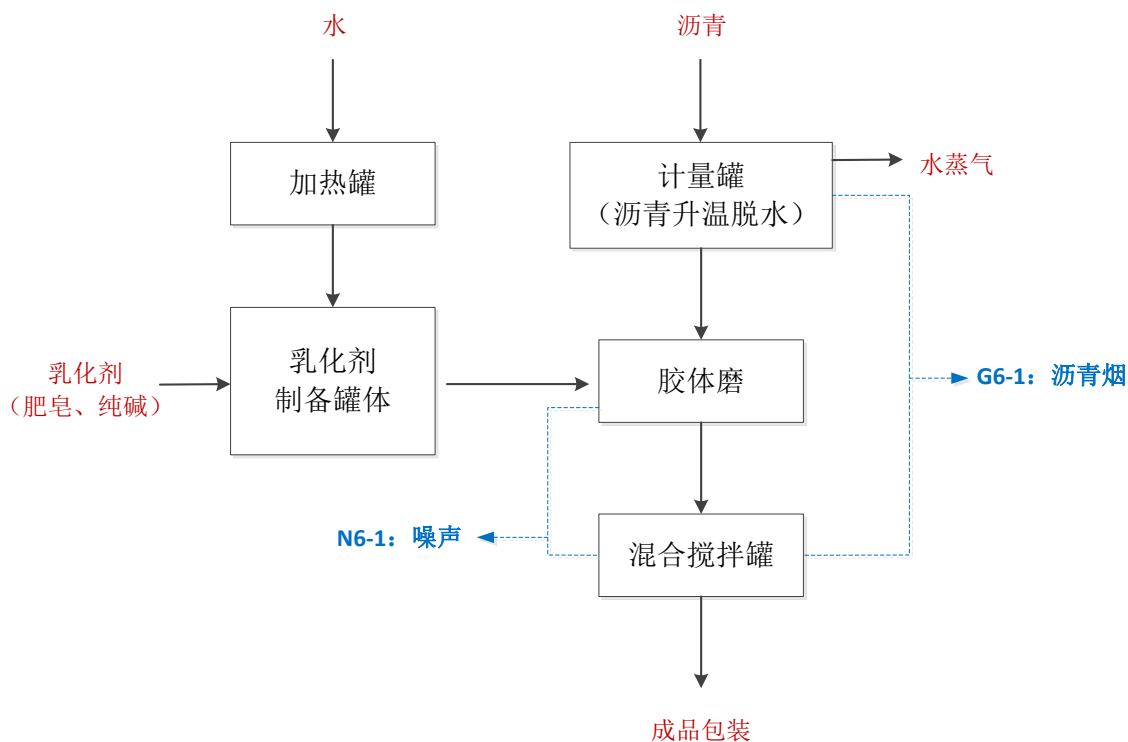 水
沥青
加热罐
计量罐
（沥青升温脱水）
水蒸气
乳化剂
（肥皂、纯碱）
乳化剂
制备罐体
胶体磨
G6-1：沥青烟
N6-1：噪声
混合搅拌罐
成品包装